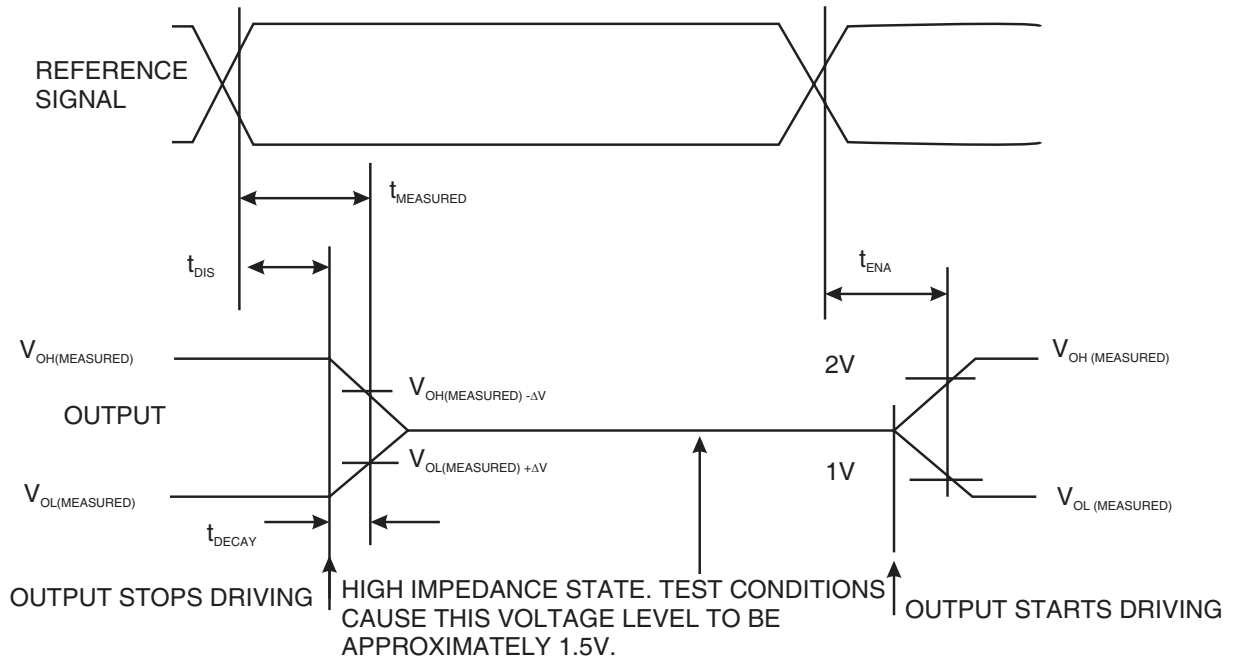 REFERENCE
SIGNAL
tMEASURED
tDIS
tENA
VOH(MEASURED)
VOH(MEASURED) -ΔV
2V
VOH (MEASURED)
OUTPUT
VOL(MEASURED) +ΔV
1V
VOL(MEASURED)
VOL (MEASURED)
tDECAY
OUTPUT STOPS DRIVING
HIGH IMPEDANCE STATE. TEST CONDITIONS
CAUSE THIS VOLTAGE LEVEL TO BE
APPROXIMATELY 1.5V.
OUTPUT STARTS DRIVING